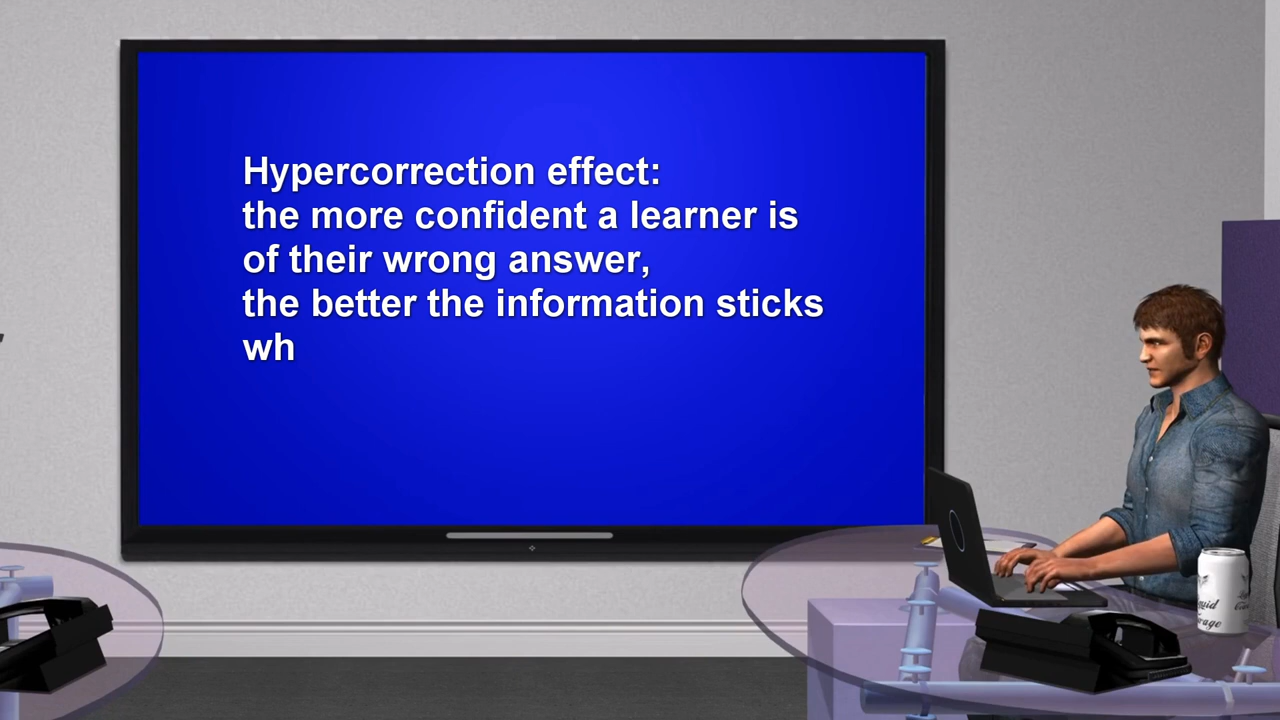 Hypercorrection effect:
the more confident a learner is
of their wrong answer,
the better the information sticks
wh